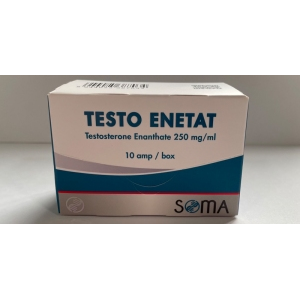 TESTO ENETAT
Testosterone Enanthate 250 mg/ml
10 amp / box
SOMA